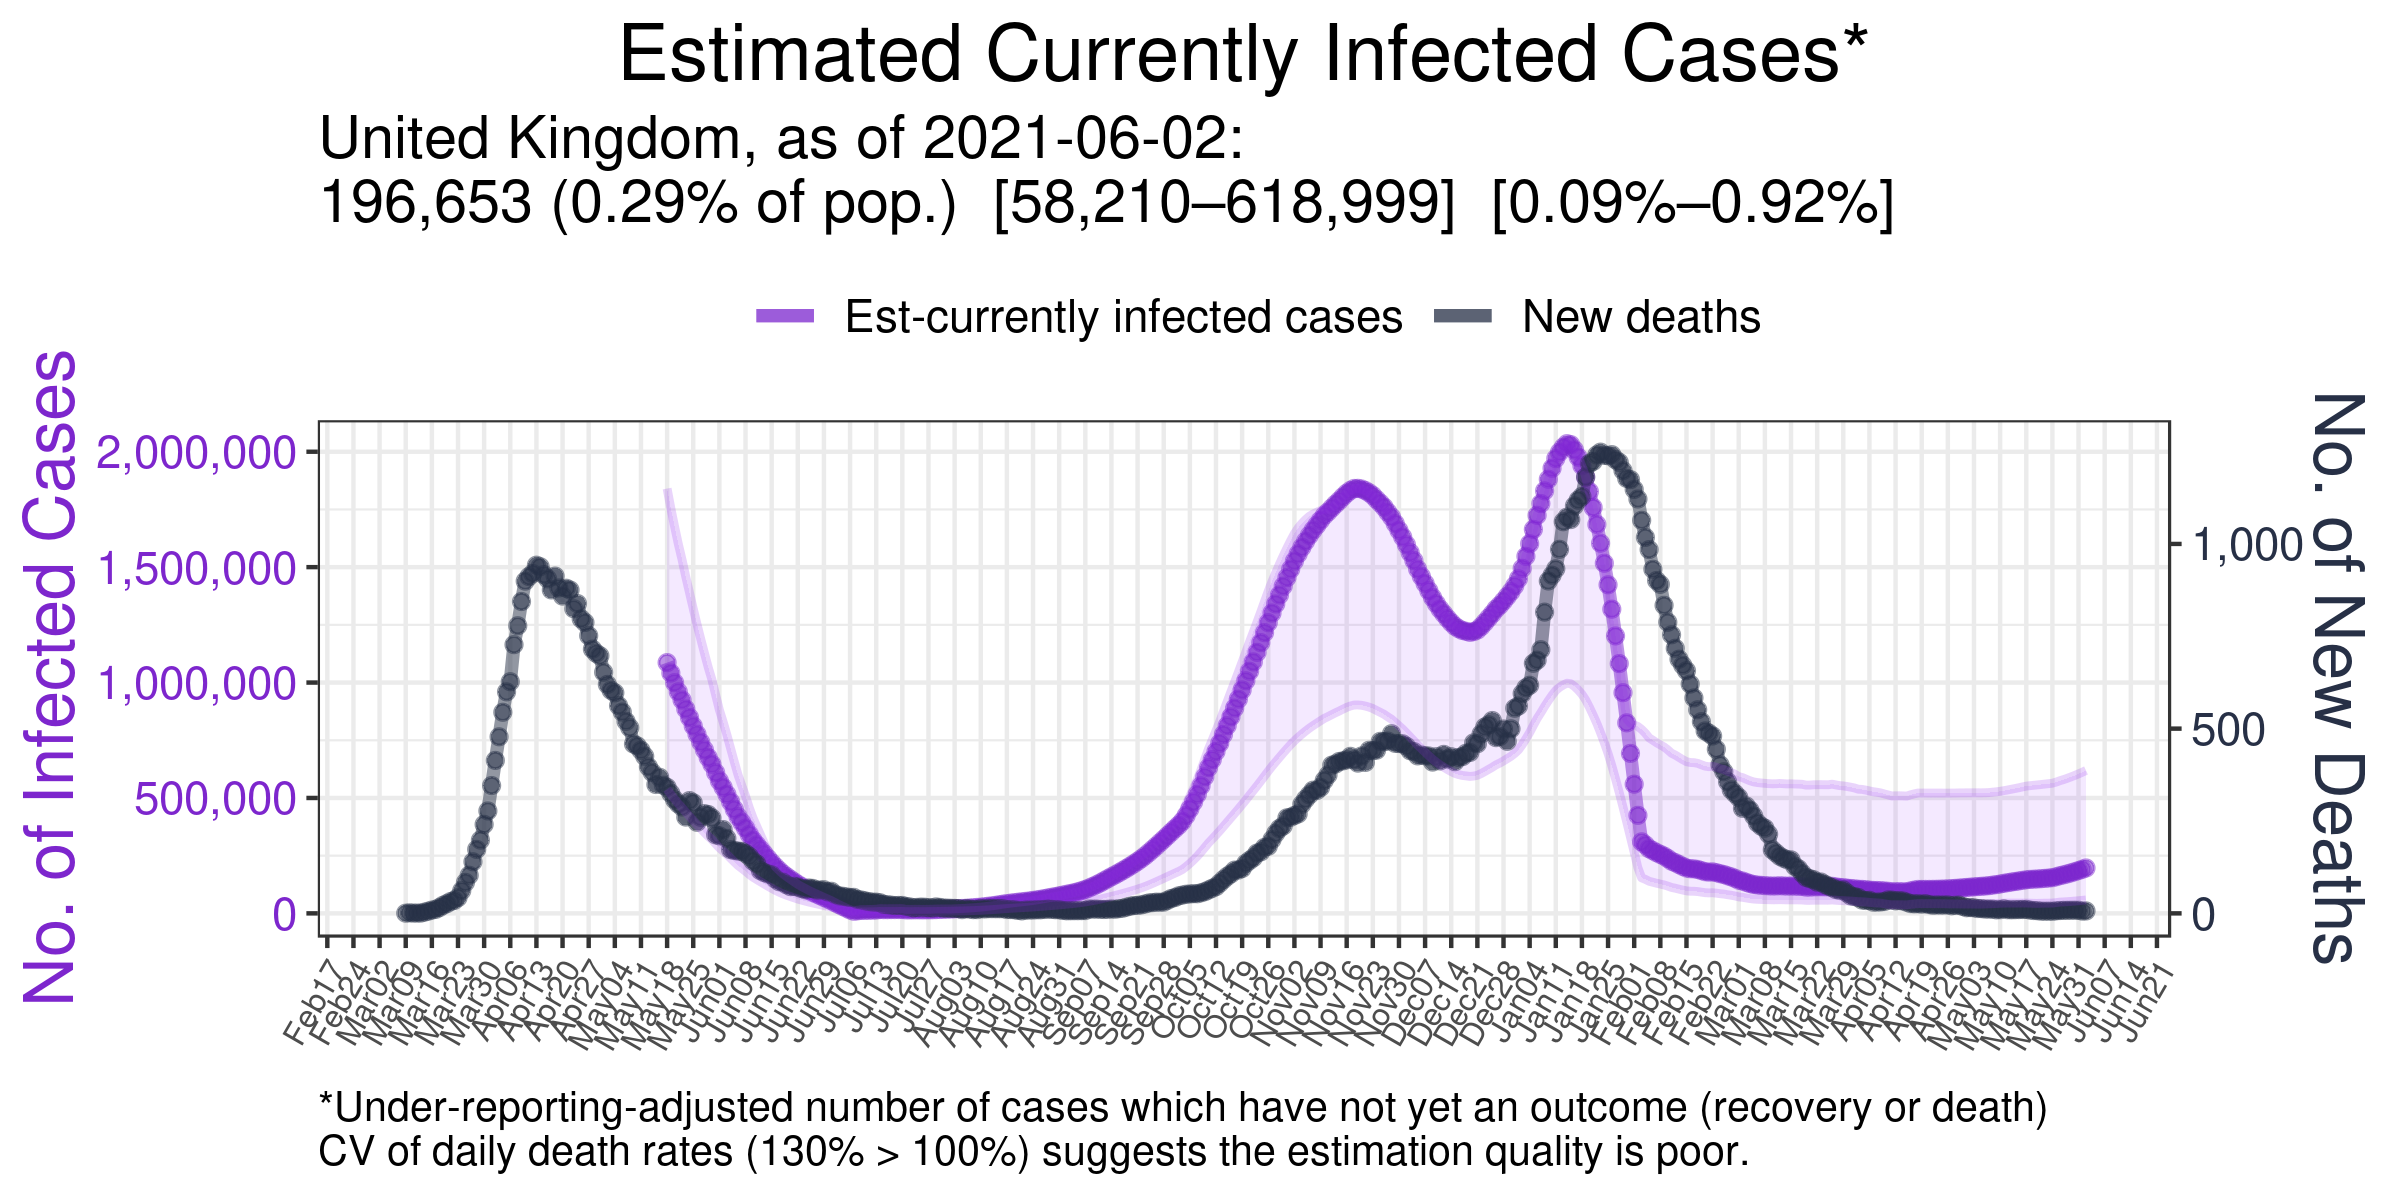 Estimated Currently Infected Cases*
United Kingdom, as of 2021-06-02:
196,653 (0.29% of pop.) [58,210–618,999] [0.09%–0.92%]
Est-currently infected cases
New deaths
No. of Infected Cases
2,000,000
1,500,000
1,000,000
500,000
0
No. of New Deaths
1,000
500
0
Feb17
Feb24
Mar02
Mar09
Mar16
Mar23
Mar30
Apr06
Apr13
Apr20
Apr27
May04
May11
May18
May25
Jun01
Jun08
Jun15
Jun22
Jun29
Jul06
Jul13
Jul20
Jul27
Aug03
Aug10
Aug17
Aug24
Aug31
Sep07
Sep14
Sep21
Sep28
Oct05
Oct12
Oct19
Oct26
Nov02
Nov09
Nov16
Nov23
Nov30
Dec07
Dec14
Dec21
Dec28
Jan04
Jan11
Jan18
Jan25
Feb01
Feb08
Feb15
Feb22
Mar01
Mar08
Mar15
Mar22
Mar29
Apr05
Apr12
Apr19
Apr26
May03
May10
May17
May24
May31
Jun07
Jun14
Jun21
*Under-reporting-adjusted number of cases which have not yet an outcome (recovery or death)
CV of daily death rates (130% > 100%) suggests the estimation quality is poor.